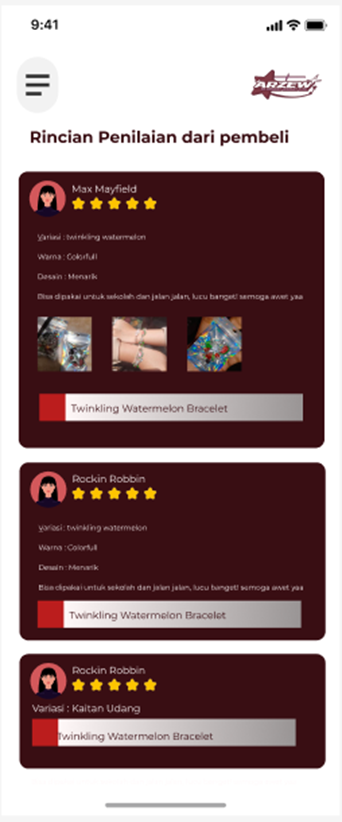 9:41
ARZEW
Rincian Penilaian dari pembeli
Max Mayfield
Variasi : twinkling watermelon
Warna : Colorfull
Desain : Menarik
Bisa dipakai untuk sekolah dan jalan jalan, lucu banget! semoga awet yaa
Twinkling Watermelon Bracelet
Rockin Robbin
Variasi : twinkling watermelon
Warna : Colorfull
Desain : Menarik
Bisa dipakai untuk sekolah dan jalan jalan, lucu banget! semoga awet yaa
Twinkling Watermelon Bracelet
Rockin Robbin
Variasi : Kaitan Udang
Twinkling Watermelon Bracelet